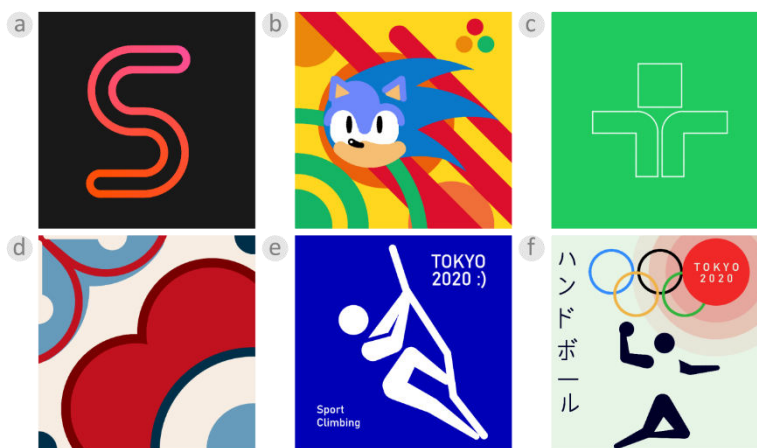 a
S
b
c
d
e
TOKYO
2020 :)
Sport
Climbing
f
ハンドボール
TOKYO
2020